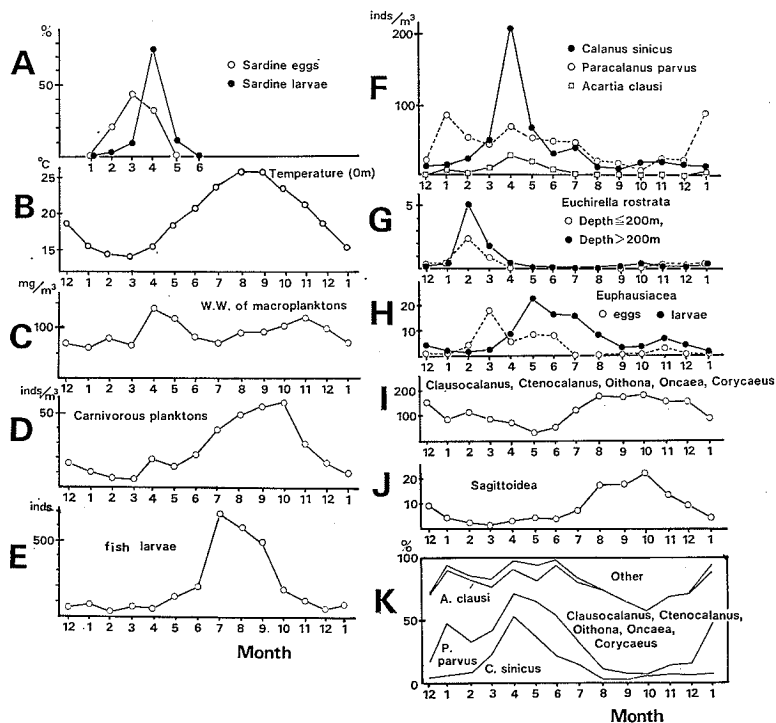 A
%
50
Sardine eggs
Sardine larvae
1 2 3 4 5 6
B
°C
25
20
15
Temperature (0m)
12 1 2 3 4 5 6 7 8 9 10 11 12 1
C
mg/m³
100
W.W. of macroplanktons
12 1 2 3 4 5 6 7 8 9 10 11 12 1
D
inds/m³
50
Carnivorous planktons
12 1 2 3 4 5 6 7 8 9 10 11 12 1
E
inds
500
fish larvae
12 1 2 3 4 5 6 7 8 9 10 11 12 1
Month
F
inds/m³
200
100
Calanus sinicus
Paracalanus parvus
Acartia clausi
12 1 2 3 4 5 6 7 8 9 10 11 12 1
G
5
Euchirella rostrata
Depth≦200m,
Depth>200m
12 1 2 3 4 5 6 7 8 9 10 11 12 1
H
20
10
Euphausiacea
eggs larvae
12 1 2 3 4 5 6 7 8 9 10 11 12 1
I
200
100
Clausocalanus, Ctenocalanus, Oithona, Oncaea, Corycaeus
12 1 2 3 4 5 6 7 8 9 10 11 12 1
J
20
10
Sagittoidea
12 1 2 3 4 5 6 7 8 9 10 11 12 1
K
%
100
50
0
Other
A. clausi
Clausocalanus, Ctenocalanus,
Oithona, Oncaea,
Corycaeus
P.
parvus
C. sinicus
12 1 2 3 4 5 6 7 8 9 10 11 12 1
Month